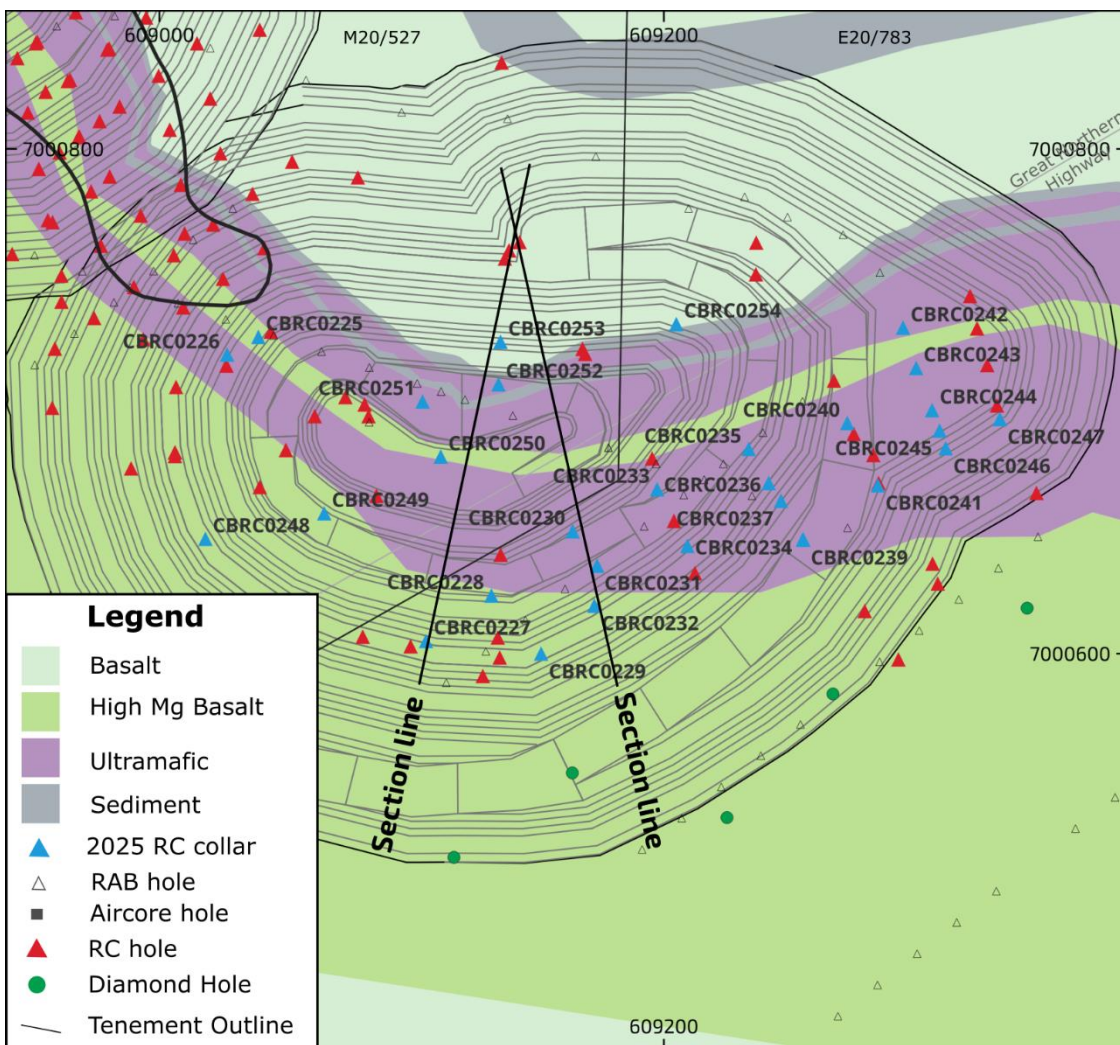 609000
M20/527
609200
E20/783
7000800
7000800
Great Northern
Highway
CBRC0254
CBRC0242
CBRC0225
CBRC0253
CBRC0226
CBRC0243
CBRC0252
CBRC0251
CBRC0244
CBRC0240
CBRC0247
CBRC0235
CBRC0250
CBRC0245
CBRC0246
CBRC0233
CBRC0236
CBRC0249
CBRC0241
CBRC0230
CBRC0237
CBRC0248
CBRC0234
CBRC0239
CBRC0228
CBRC0231
CBRC0232
CBRC0227
CBRC0229
7000600
Section line
Section line
Legend
Basalt
High Mg Basalt
Ultramafic
Sediment
2025 RC collar
RAB hole
Aircore hole
RC hole
Diamond Hole
Tenement Outline
609200